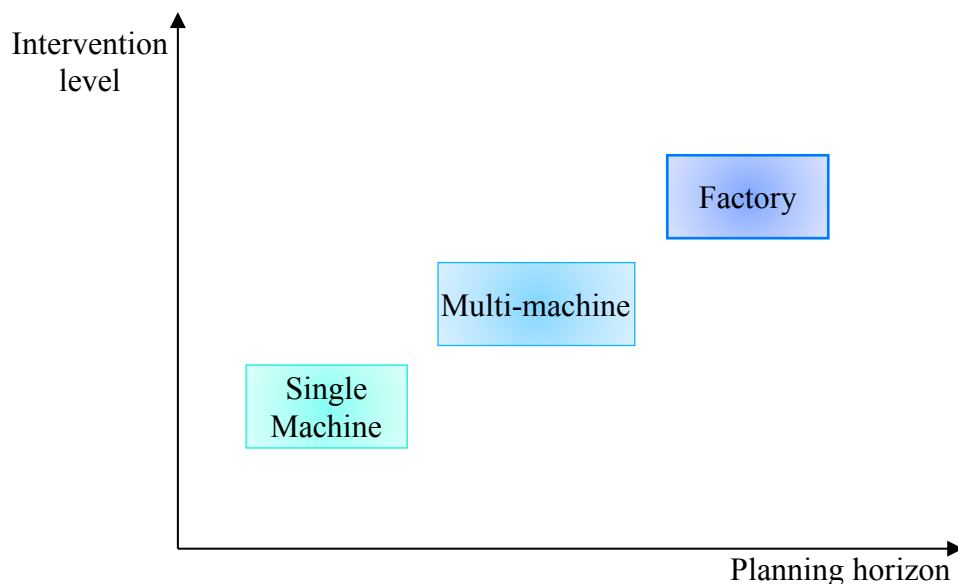 Intervention
level
Factory
Multi-machine
Single
Machine
Planning horizon